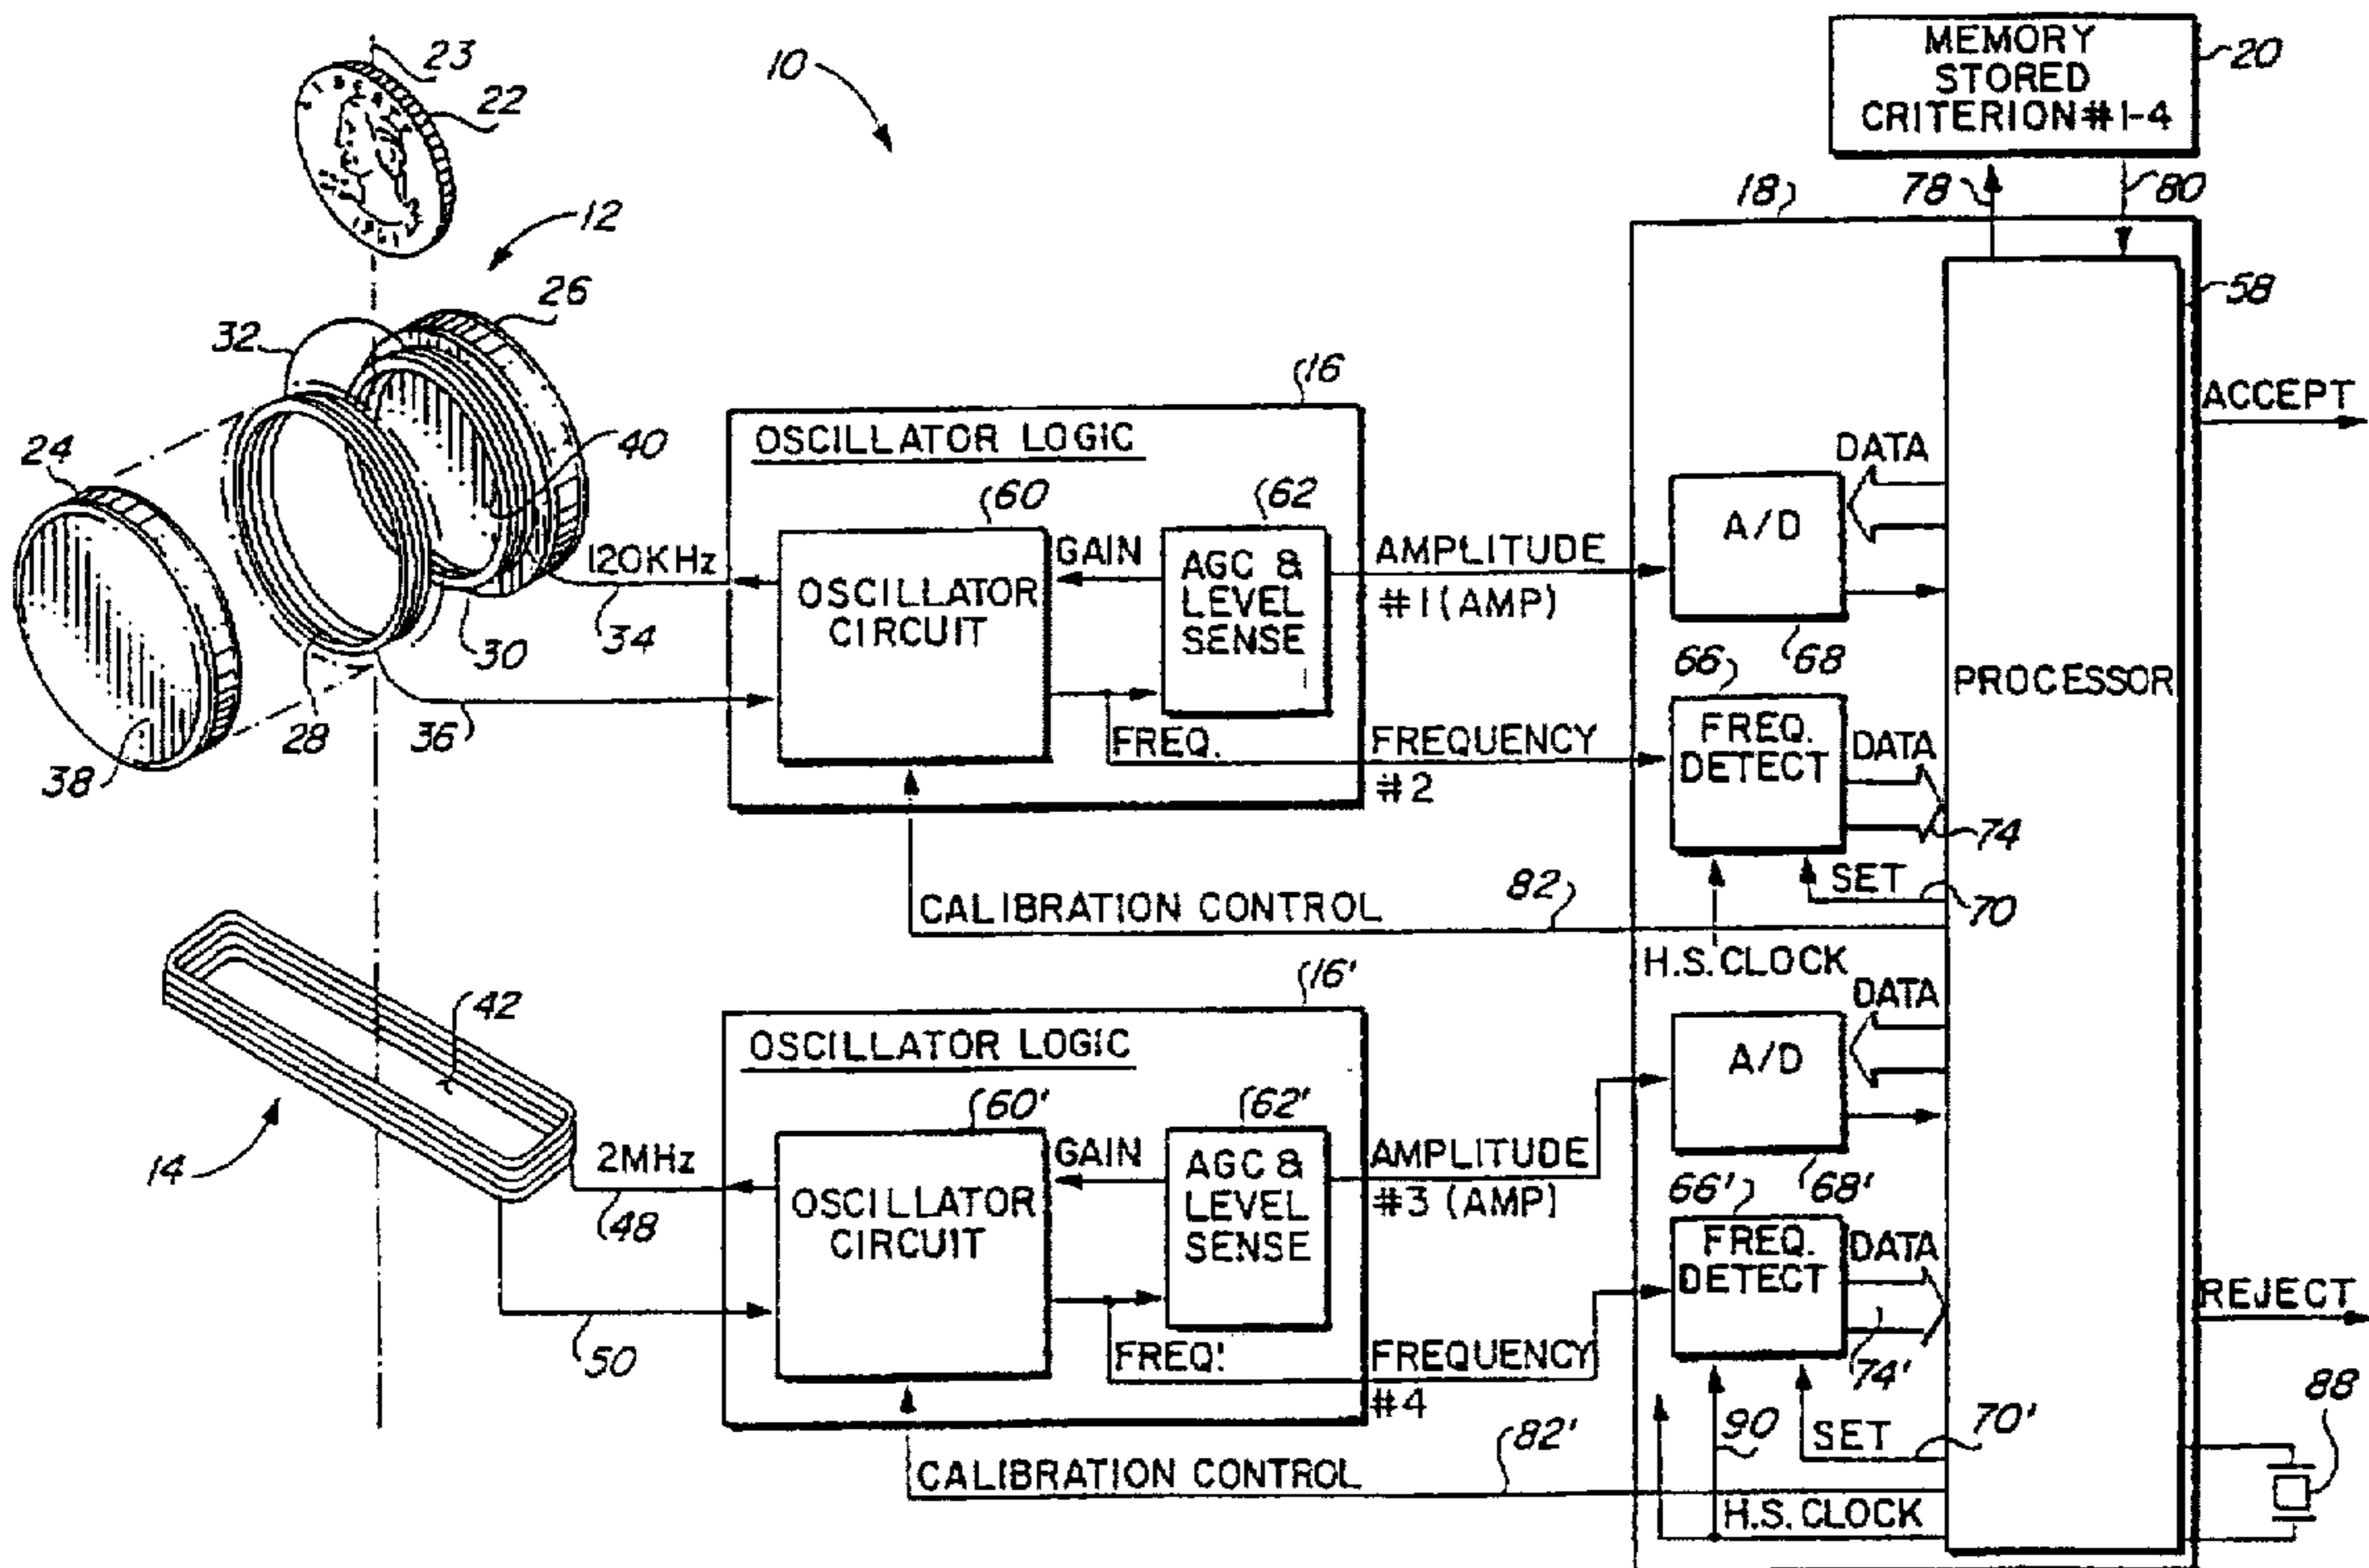 MEMORY
STORED
CRITERION #1-4
20
23
22
10
12
78
80
18
26
58
32
16
ACCEPT
OSCILLATOR LOGIC
40
DATA
24
60
62
A/D
120KHz
GAIN
AMPLITUDE
OSCILLATOR
CIRCUIT
AGC &
LEVEL
SENSE
#1 (AMP)
34
30
66
68
PROCESSOR
28
36
38
FREQ.
FREQUENCY
#2
FREQ.
DETECT
DATA
74
SET
70
82
CALIBRATION CONTROL
H.S. CLOCK
16'
DATA
42
OSCILLATOR LOGIC
A/D
60'
62'
14
2MHz
GAIN
AMPLITUDE
OSCILLATOR
CIRCUIT
AGC &
LEVEL
SENSE
#3 (AMP)
48
66'
68'
FREQ.
DETECT
DATA
REJECT
50
FREQ!
FREQUENCY
#4
74'
88
90
SET
70'
82'
CALIBRATION CONTROL
H.S. CLOCK